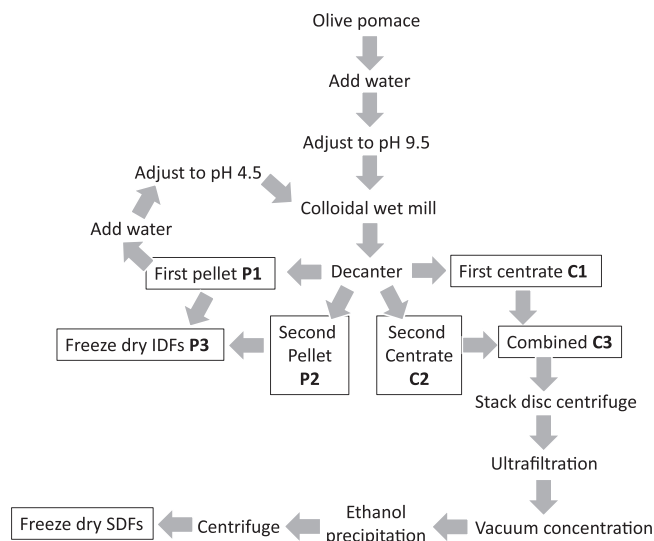 Olive pomace
Add water
Adjust to pH 9.5
Adjust to pH 4.5
Colloidal wet mill
Add water
First pellet P1
Decanter
First centrate C1
Freeze dry IDFs P3
Second
Pellet
P2
Second
Centrate
C2
Combined C3
Stack disc centrifuge
Ultrafiltration
Freeze dry SDFs
Centrifuge
Ethanol
precipitation
Vacuum concentration